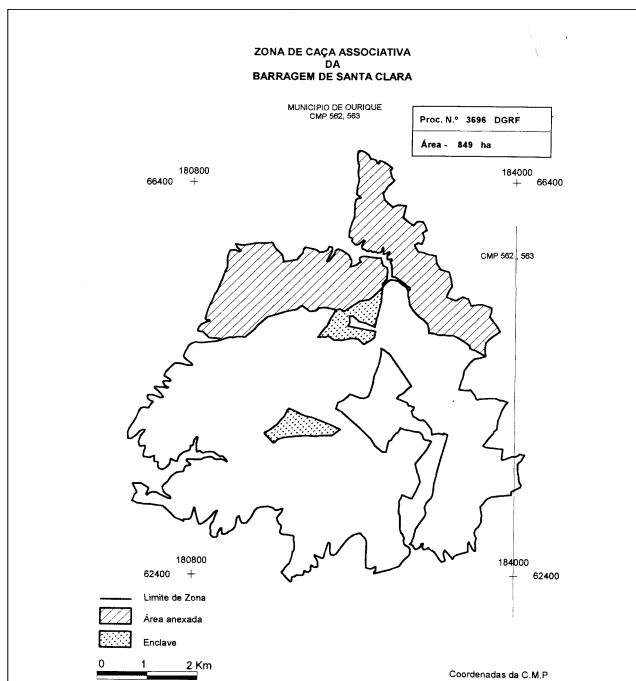 ZONA DE CAÇA ASSOCIATIVA
DA
BARRAGEM DE SANTA CLARA
MUNICIPIO DE OURIQUE
CMP 562, 563
Proc. N.º 3696 DGRF
Área - 849 ha
180800
66400
184000
66400
CMP 562, 563
180800
62400
184000
62400
Limite de Zona
Área anexada
Enclave
0 1 2 Km
Coordenadas da C.M.P